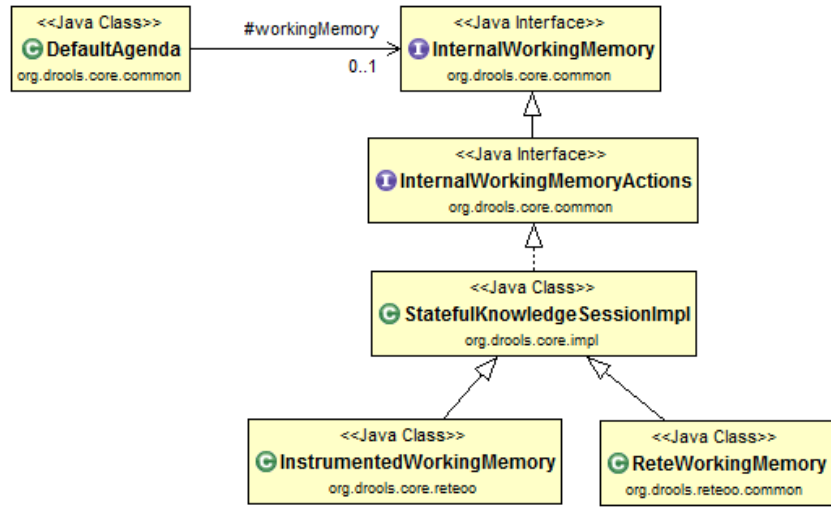 <<Java Class>>
C DefaultAgenda
org.drools.core.common
#workingMemory
0..1
<<Java Interface>>
I InternalWorkingMemory
org.drools.core.common
<<Java Interface>>
I InternalWorkingMemoryActions
org.drools.core.common
<<Java Class>>
C StatefulKnowledgeSessionImpl
org.drools.core.impl
<<Java Class>>
C InstrumentedWorkingMemory
org.drools.core.reteoo
<<Java Class>>
C ReteWorkingMemory
org.drools.reteoo.common